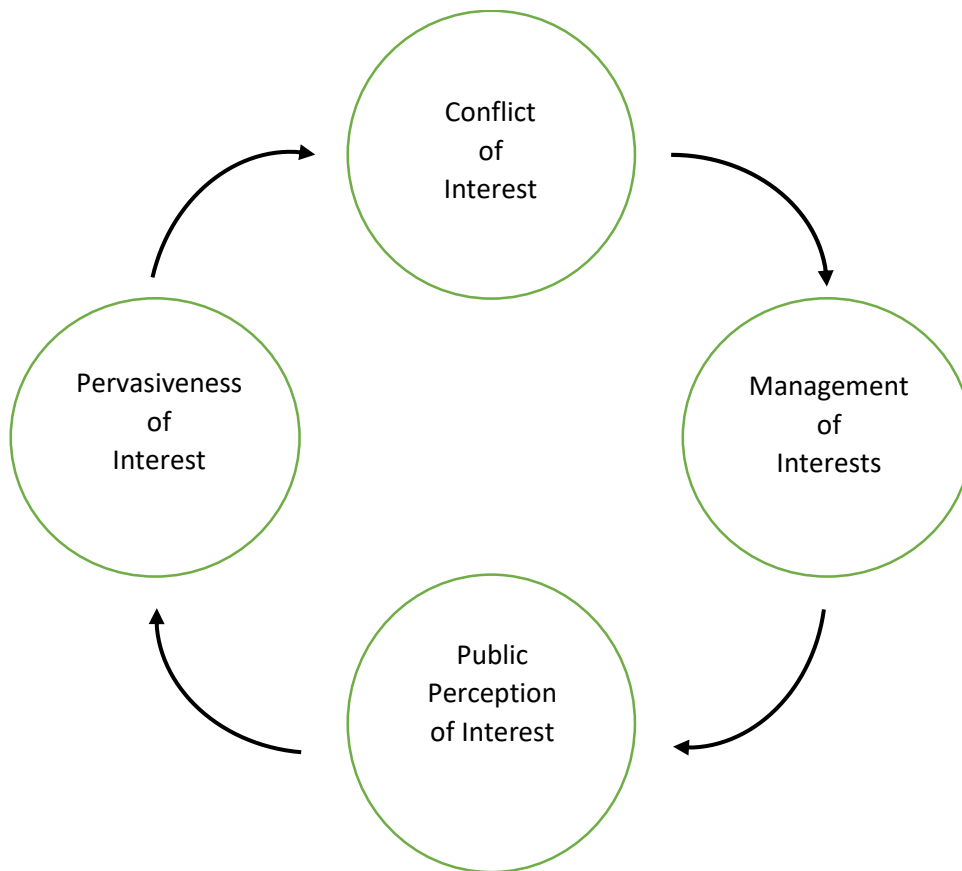 Conflict
of
Interest
Pervasiveness
of
Interest
Management
of
Interests
Public
Perception
of Interest